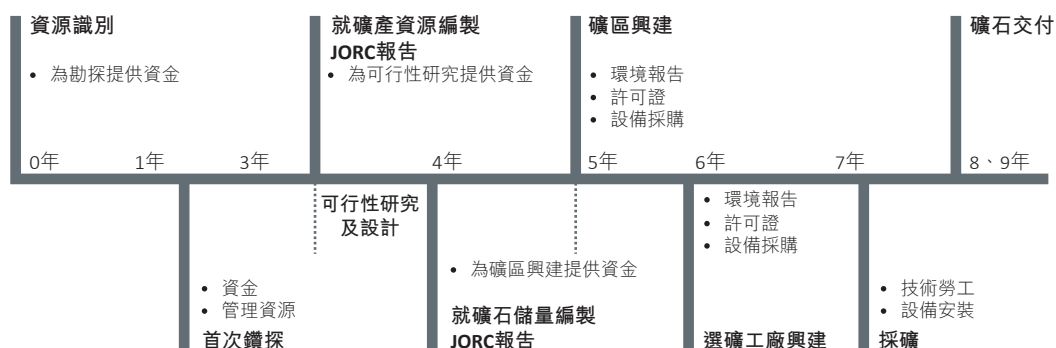 資源識別
• 為勘探提供資金
就礦產資源編製
JORC報告
• 為可行性研究提供資金
礦區興建
• 環境報告
• 許可證
• 設備採購
礦石交付
0年 1年 3年 4年 5年 6年 7年 8、9年
• 資金
• 管理資源
首次鑽探
可行性研究
及設計
• 為礦區興建提供資金
就礦石儲量編製
JORC報告
• 環境報告
• 許可證
• 設備採購
選礦工廠興建
• 技術勞工
• 設備安裝
採礦